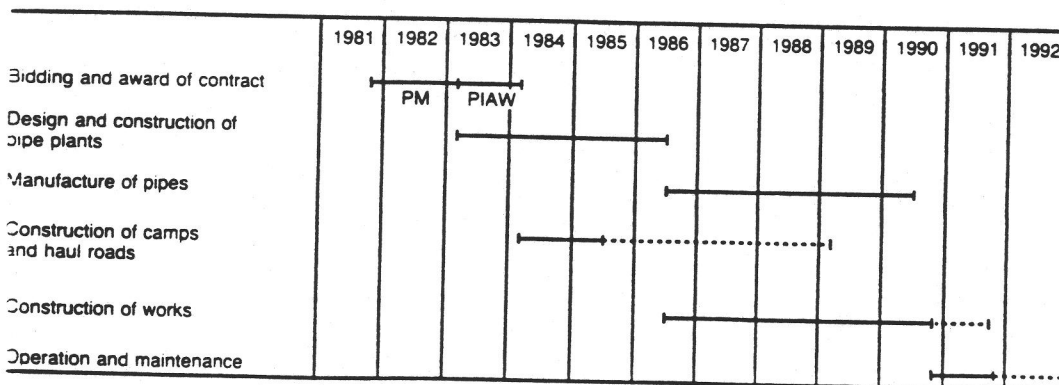 1981 1982 1983 1984 1985 1986 1987 1988 1989 1990 1991 1992
Bidding and award of contract
PM PIAW
Design and construction of
pipe plants
Manufacture of pipes
Construction of camps
and haul roads
Construction of works
Operation and maintenance